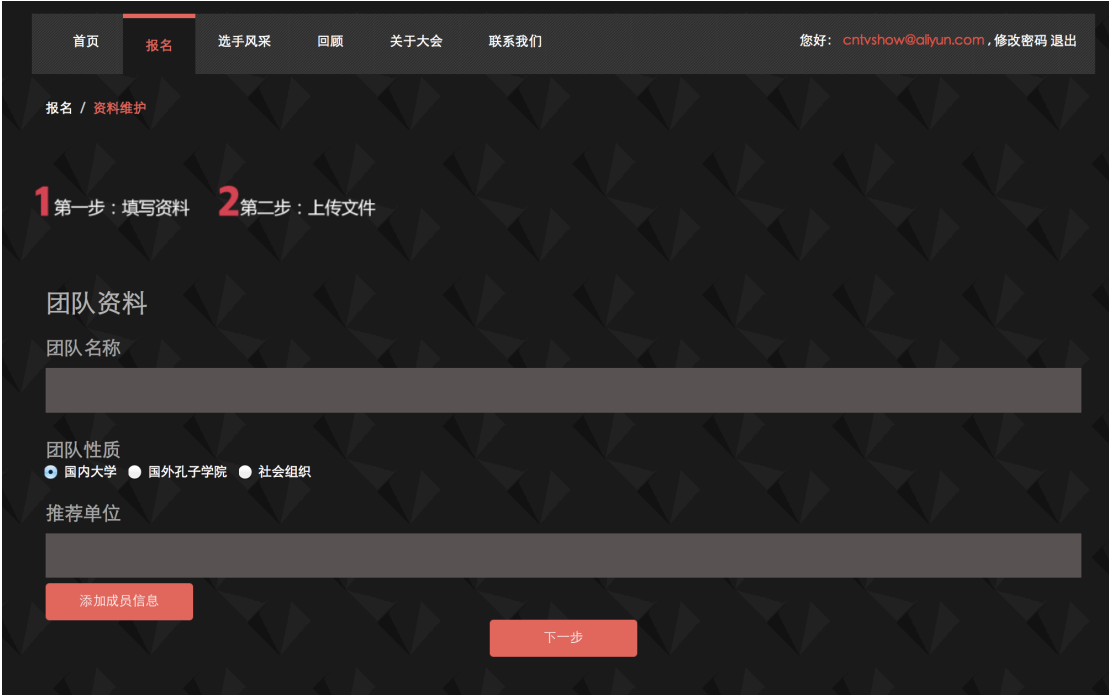 首页 报名 选手风采 回顾 关于大会 联系我们 您好： cntvshow@aliyun.com , 修改密码 退出
报名 / 资料维护
1 第一步：填写资料 2 第二步：上传文件
团队资料
团队名称
团队性质
国内大学 国外孔子学院 社会组织
推荐单位
添加成员信息
下一步